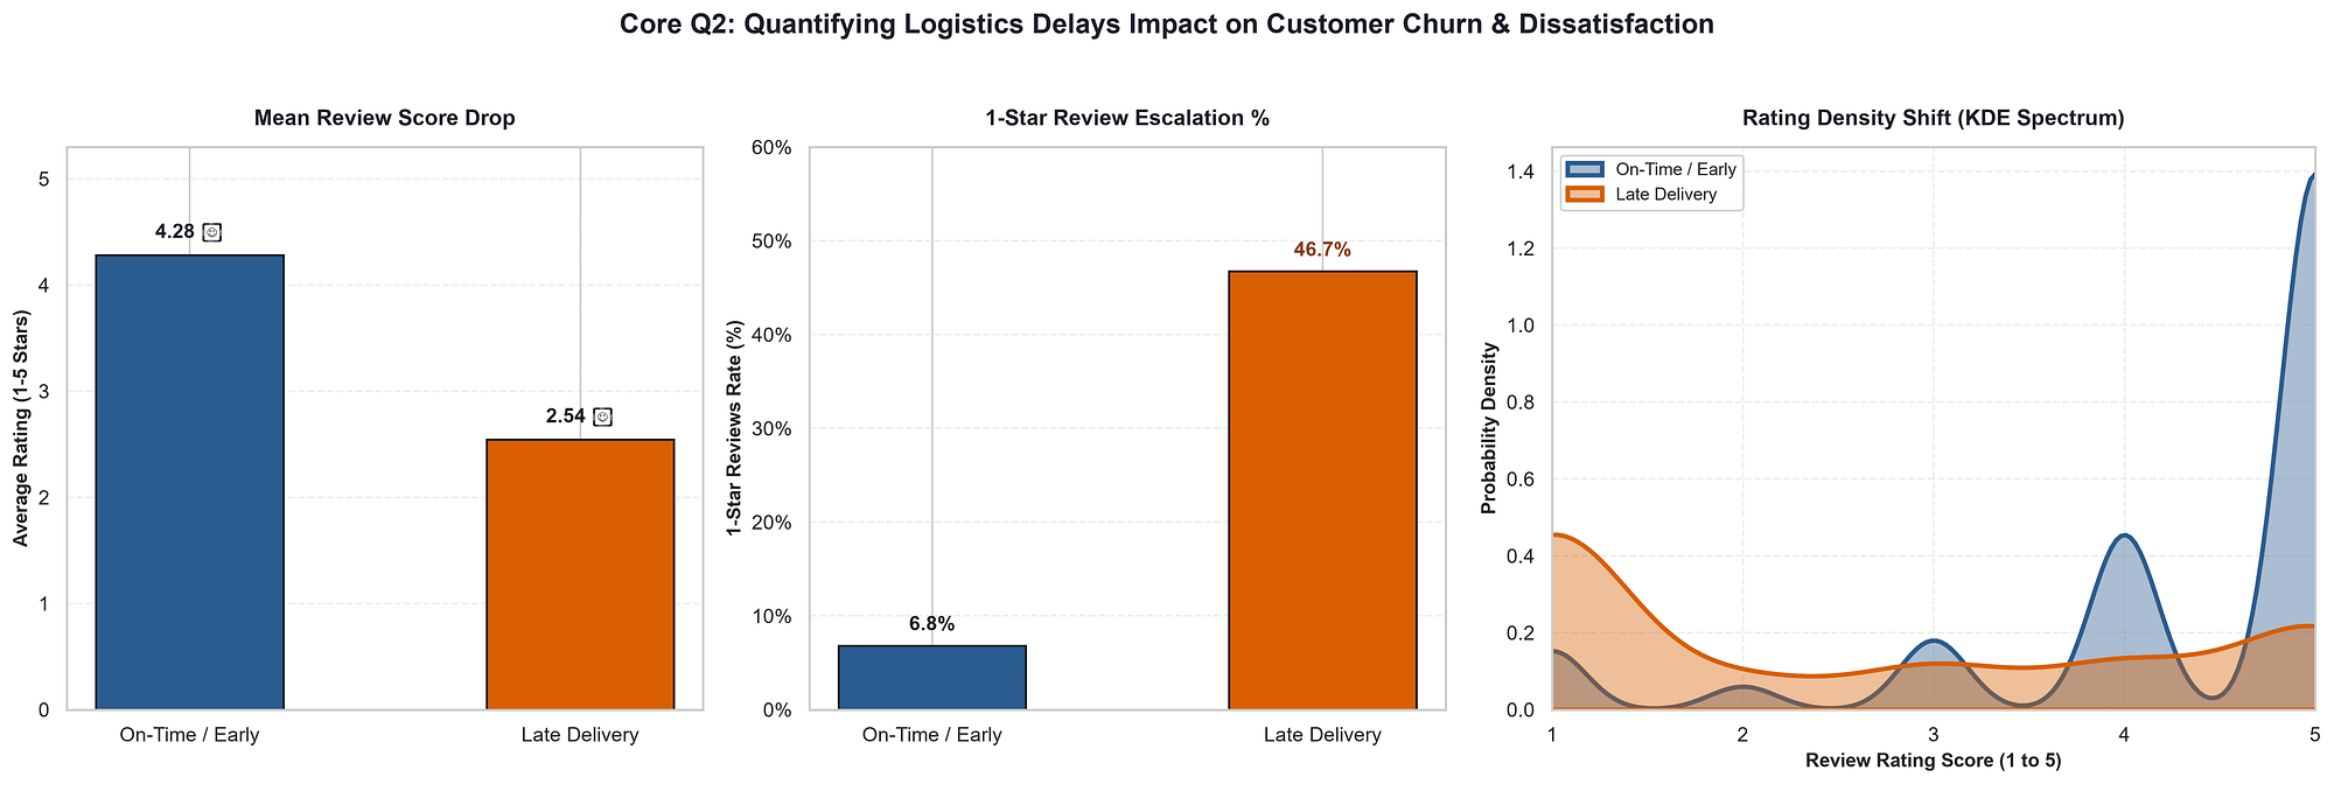 Core Q2: Quantifying Logistics Delays Impact on Customer Churn & Dissatisfaction
Mean Review Score Drop
Average Rating (1-5 Stars)
5
4
3
2
1
0
4.28
2.54
On-Time / Early
Late Delivery
1-Star Review Escalation %
1-Star Reviews Rate (%)
60%
50%
40%
30%
20%
10%
0%
6.8%
46.7%
On-Time / Early
Late Delivery
Rating Density Shift (KDE Spectrum)
On-Time / Early
Late Delivery
Probability Density
1.4
1.2
1.0
0.8
0.6
0.4
0.2
0.0
1 2 3 4 5
Review Rating Score (1 to 5)